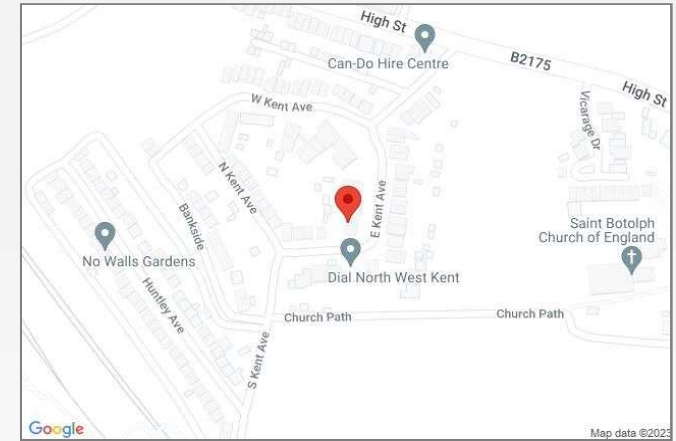 High St
Can-Do Hire Centre
B2175
High St
W Kent Ave
Vicarage Dr
N Kent Ave
E Kent Ave
Bankside
Saint Botolph
Church of England
No Walls Gardens
Dial North West Kent
Huntley Ave
Church Path
Church Path
S Kent Ave
Google
Map data ©2023